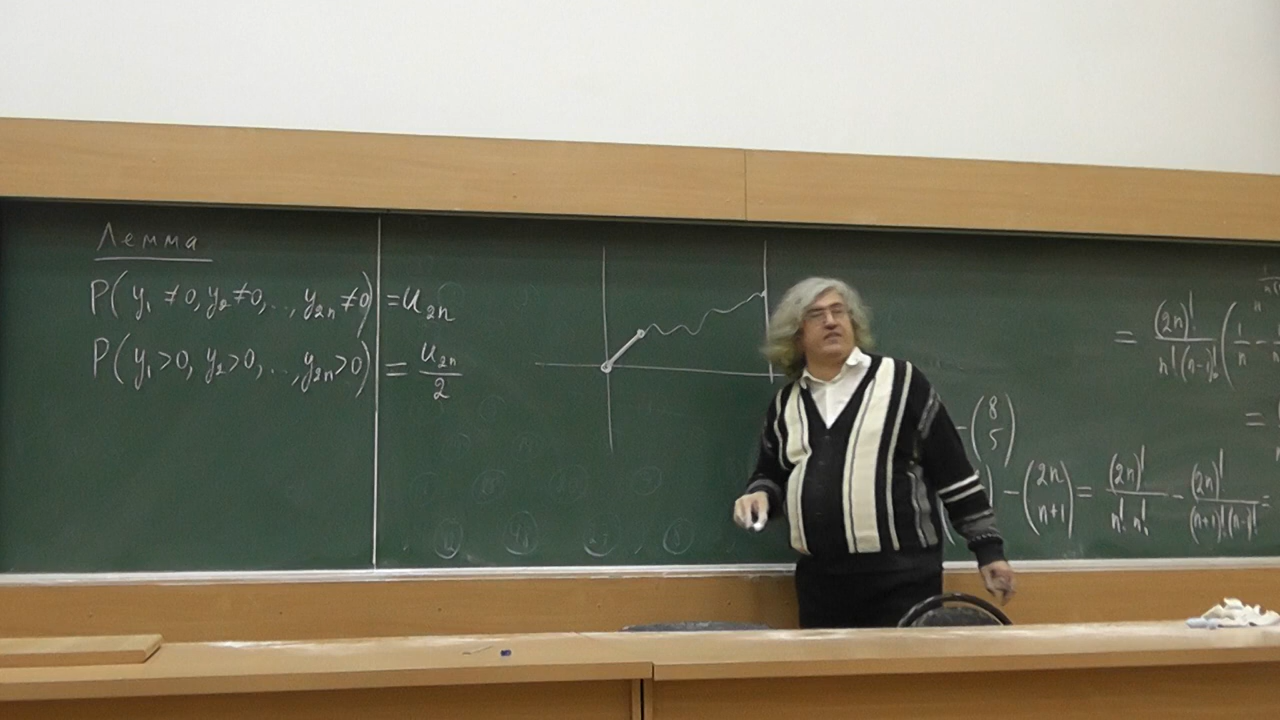 Лемма
P(y₁ ≠ 0, y₂ ≠ 0, ..., y₂ₙ ≠ 0) = u₂ₙ
P(y₁ > 0, y₂ > 0, ..., y₂ₙ > 0) = u₂ₙ / 2
= (2n)! / (n! (n-1)!) ( 1/n -
- (8 5)
=
) - (2n n+1) = (2n)! / (n! n!) - (2n)! / ((n+1)! (n-1)!) =